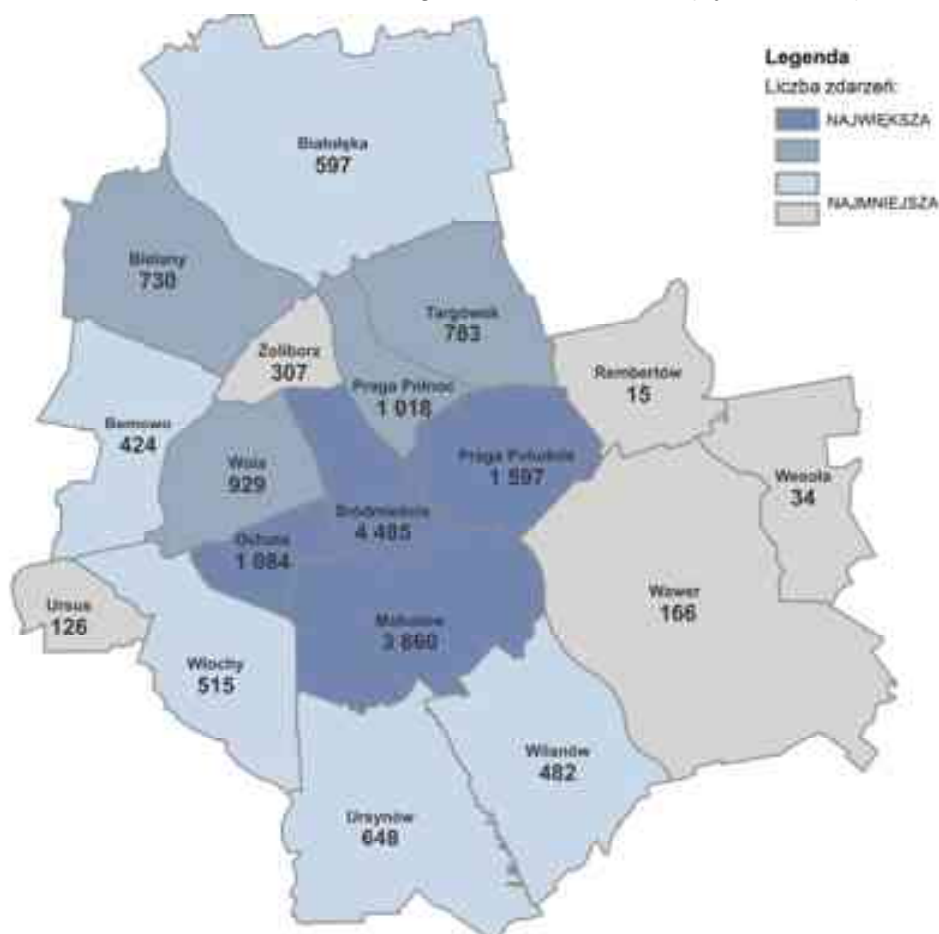 Legenda
Liczba zdarzeń:
NAJWIĘKSZA
NAJMNIEJSZA
Białołęka
597
Bielany
730
Targówek
783
Żoliborz
307
Rembertów
15
Praga Północ
1 018
Bemowo
424
Praga Południe
1 597
Wola
929
Wesoła
34
Śródmieście
4 485
Ochota
1 084
Wawer
166
Ursus
126
Mokotów
3 860
Włochy
515
Wilanów
482
Ursynów
648